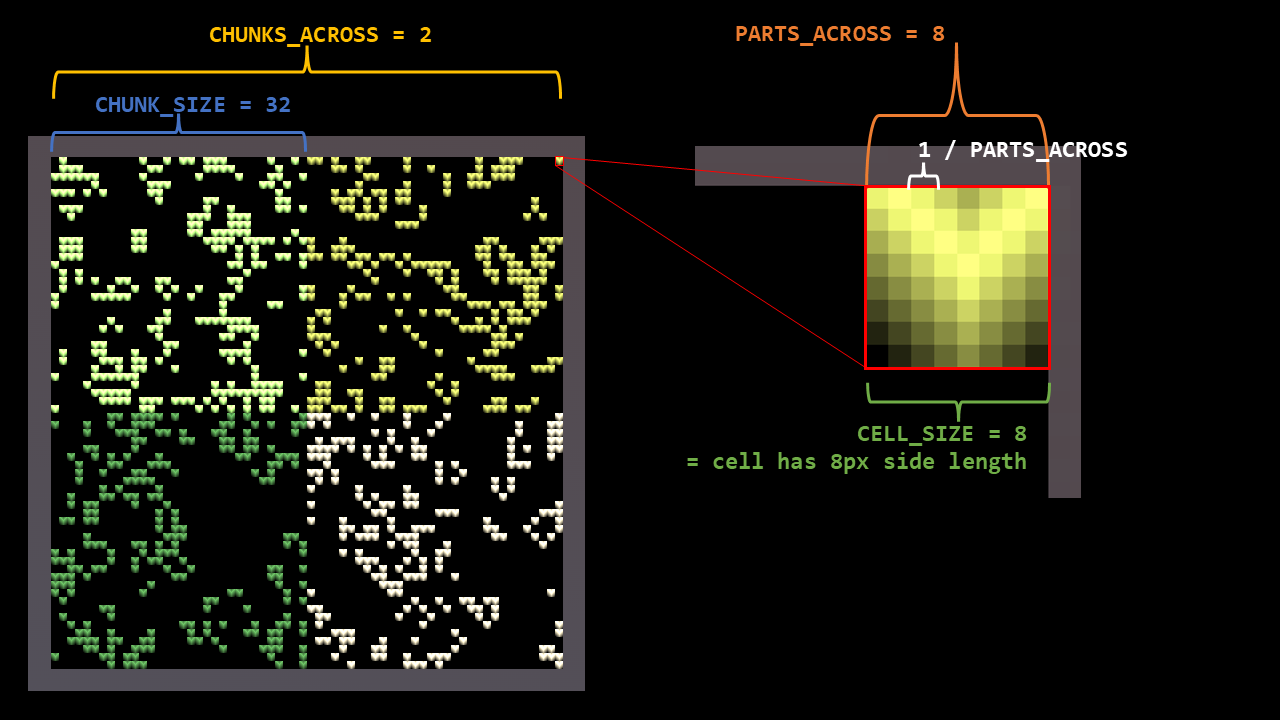 CHUNKS_ACROSS = 2
PARTS_ACROSS = 8
CHUNK_SIZE = 32
1 / PARTS_ACROSS
CELL_SIZE = 8
= cell has 8px side length